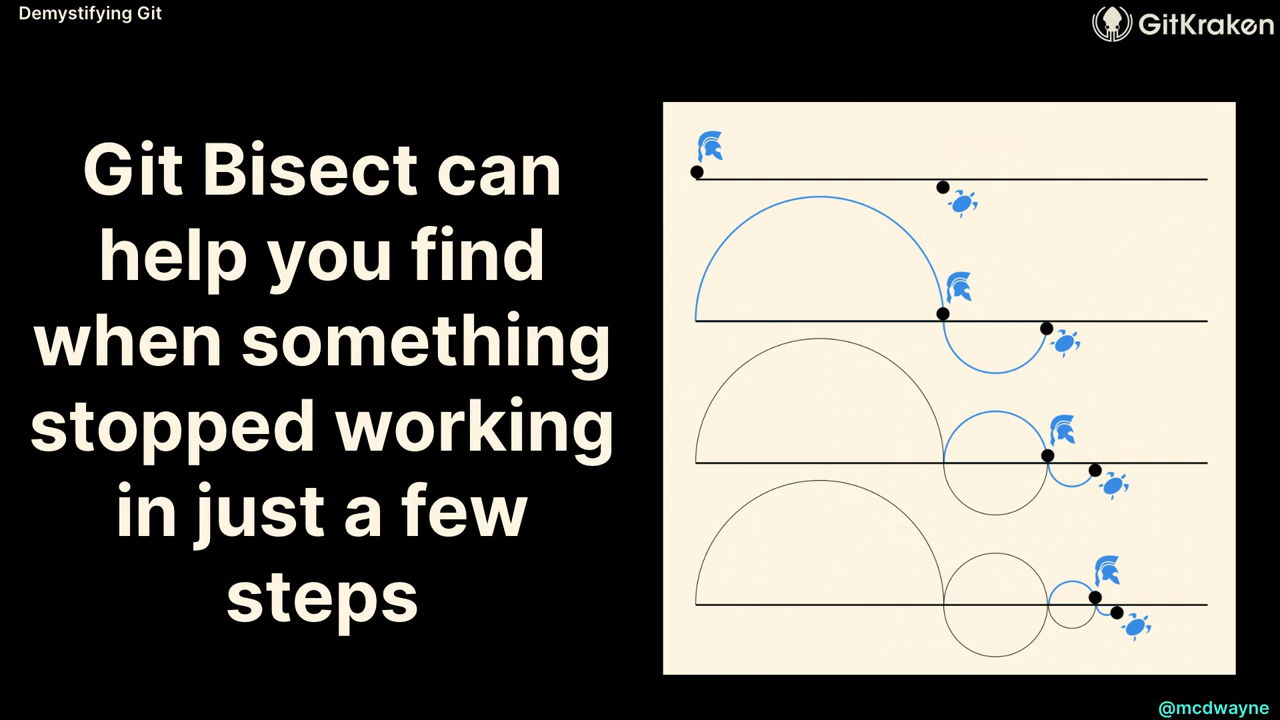 Demystifying Git
GitKraken
Git Bisect can
help you find
when something
stopped working
in just a few
steps
@mcdwayne